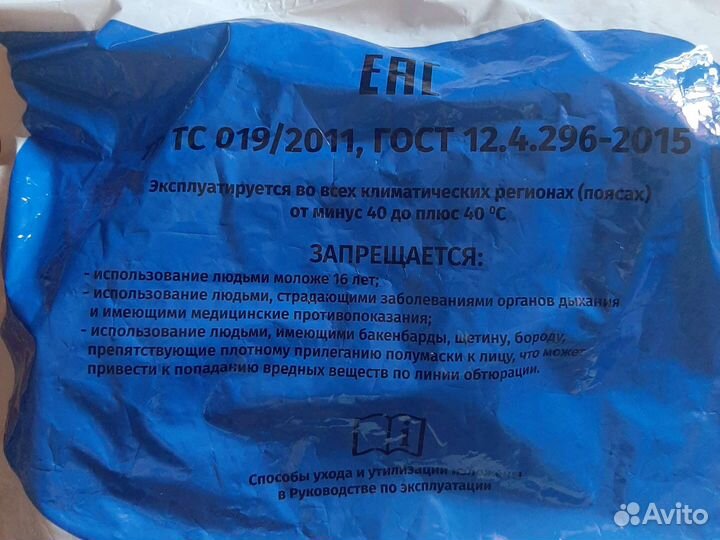 EAC
ТС 019/2011, ГОСТ 12.4.296-2015
Эксплуатируется во всех климатических регионах (поясах)
от минус 40 до плюс 40 ⁰С
ЗАПРЕЩАЕТСЯ:
- использование людьми моложе 16 лет;
- использование людьми, страдающими заболеваниями органов дыхания
и имеющими медицинские противопоказания;
- использование людьми, имеющими бакенбарды, щетину, бороду,
препятствующие плотному прилеганию полумаски к лицу, что может
привести к попаданию вредных веществ по линии обтюрации.
Способы ухода и утилизации изложены
в Руководстве по эксплуатации
Avito